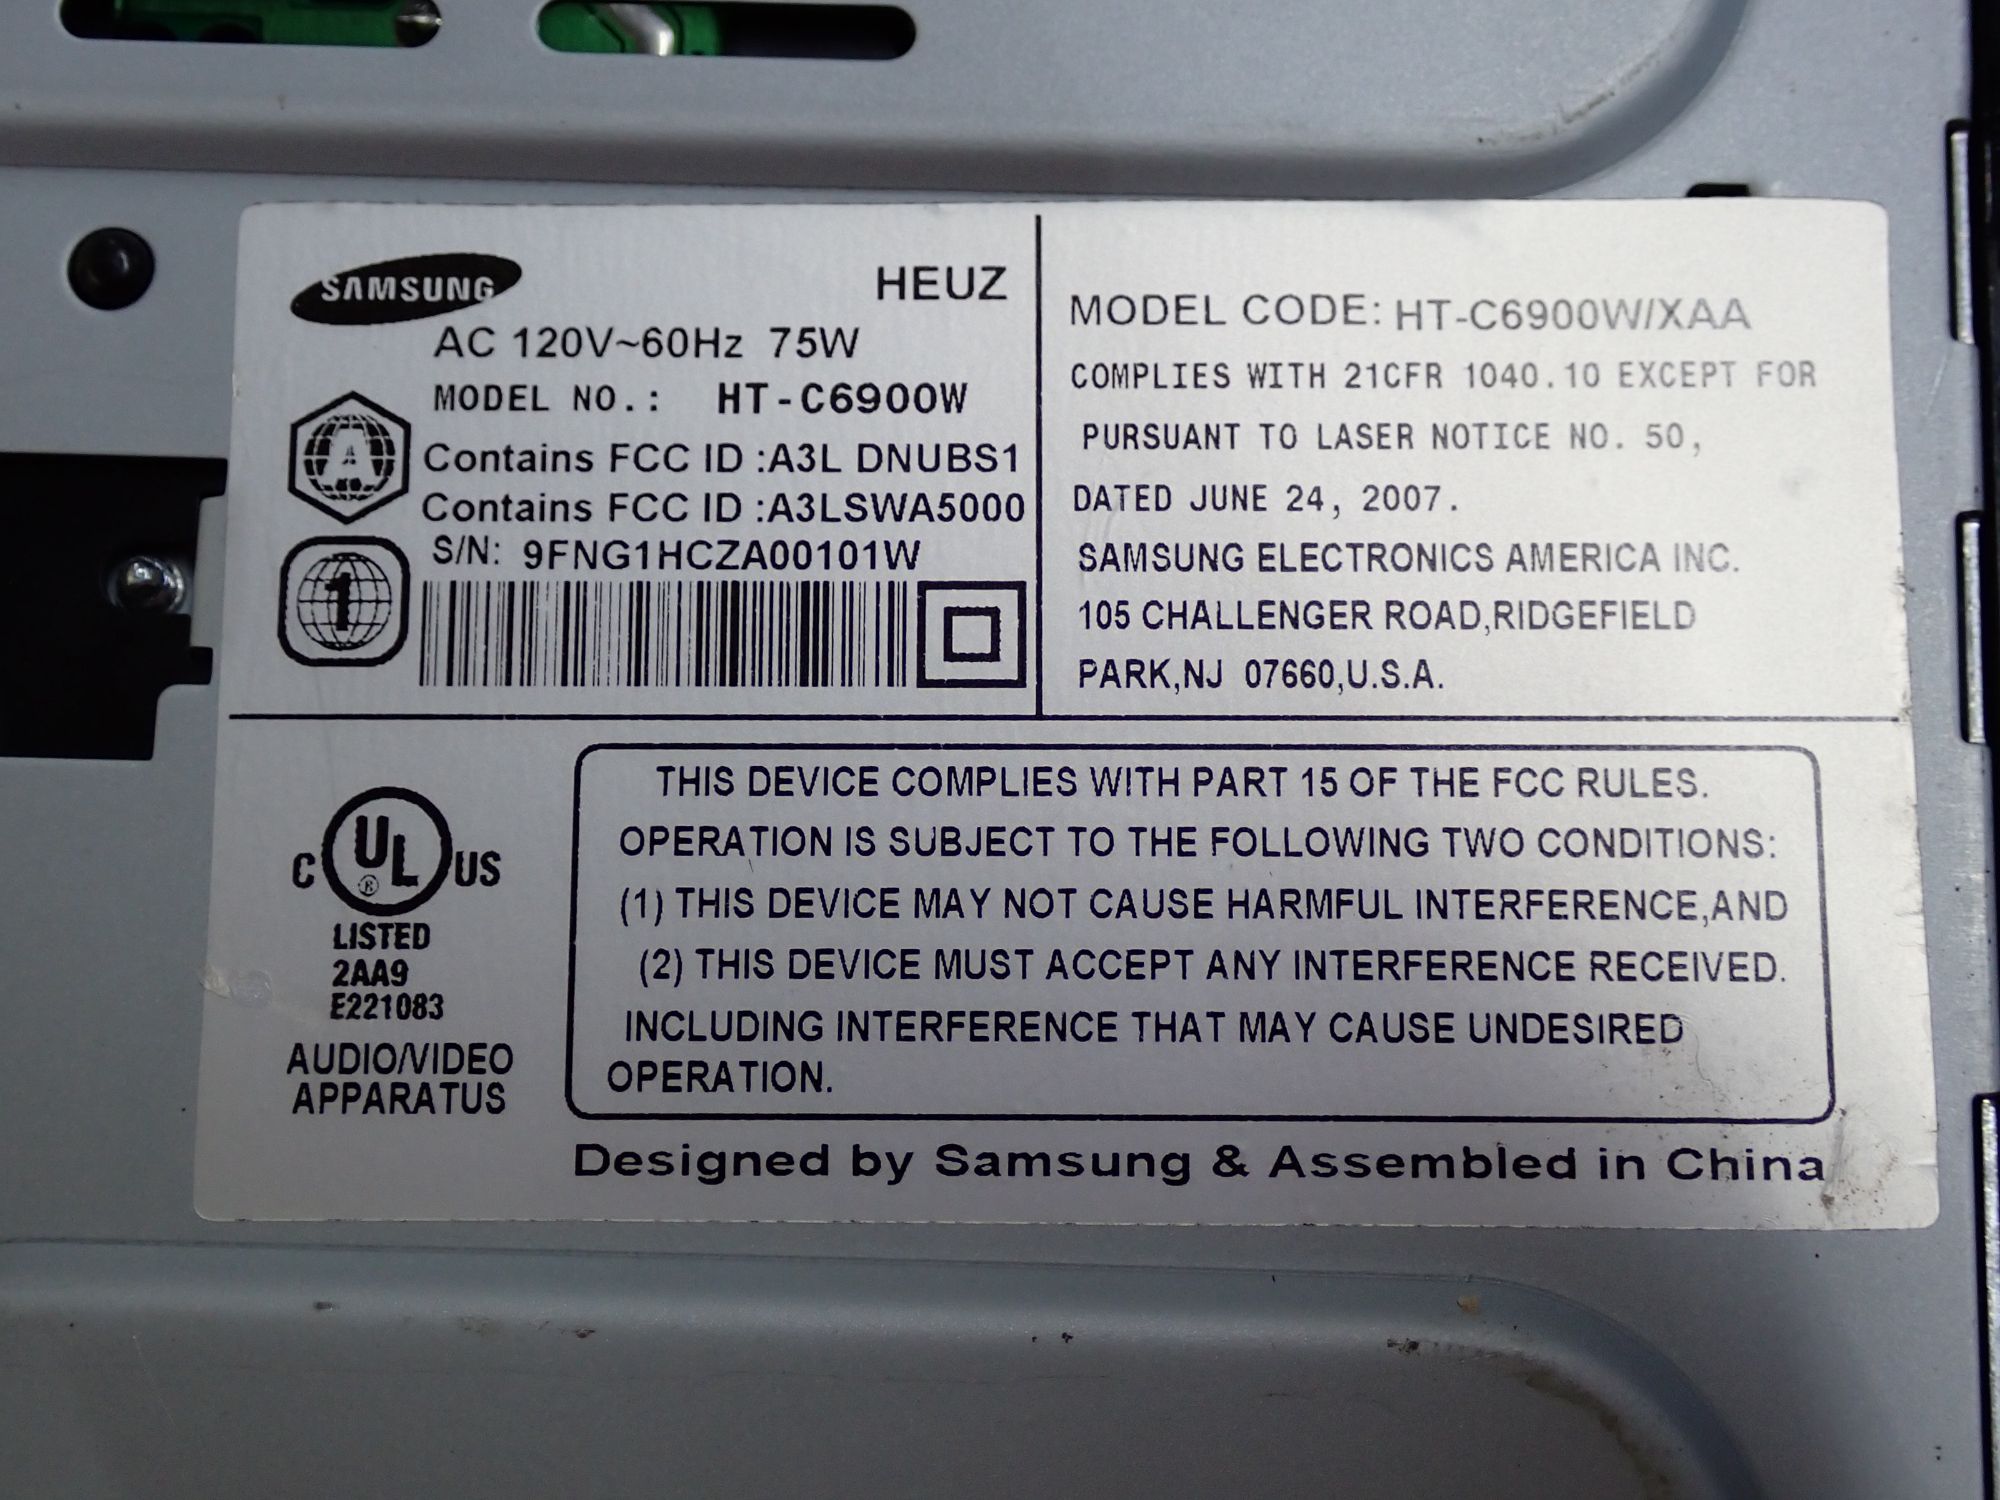 SAMSUNG
HEUZ
AC 120V~60Hz 75W
MODEL NO.: HT-C6900W
A
Contains FCC ID :A3L DNUBS1
Contains FCC ID :A3LSWA5000
S/N: 9FNG1HCZA00101W
1
MODEL CODE: HT-C6900W/XAA
COMPLIES WITH 21CFR 1040.10 EXCEPT FOR
PURSUANT TO LASER NOTICE NO. 50,
DATED JUNE 24, 2007.
SAMSUNG ELECTRONICS AMERICA INC.
105 CHALLENGER ROAD,RIDGEFIELD
PARK,NJ 07660,U.S.A.
C UL US
®
LISTED
2AA9
E221083
AUDIO/VIDEO
APPARATUS
THIS DEVICE COMPLIES WITH PART 15 OF THE FCC RULES.
OPERATION IS SUBJECT TO THE FOLLOWING TWO CONDITIONS:
(1) THIS DEVICE MAY NOT CAUSE HARMFUL INTERFERENCE,AND
(2) THIS DEVICE MUST ACCEPT ANY INTERFERENCE RECEIVED.
INCLUDING INTERFERENCE THAT MAY CAUSE UNDESIRED
OPERATION.
Designed by Samsung & Assembled in China